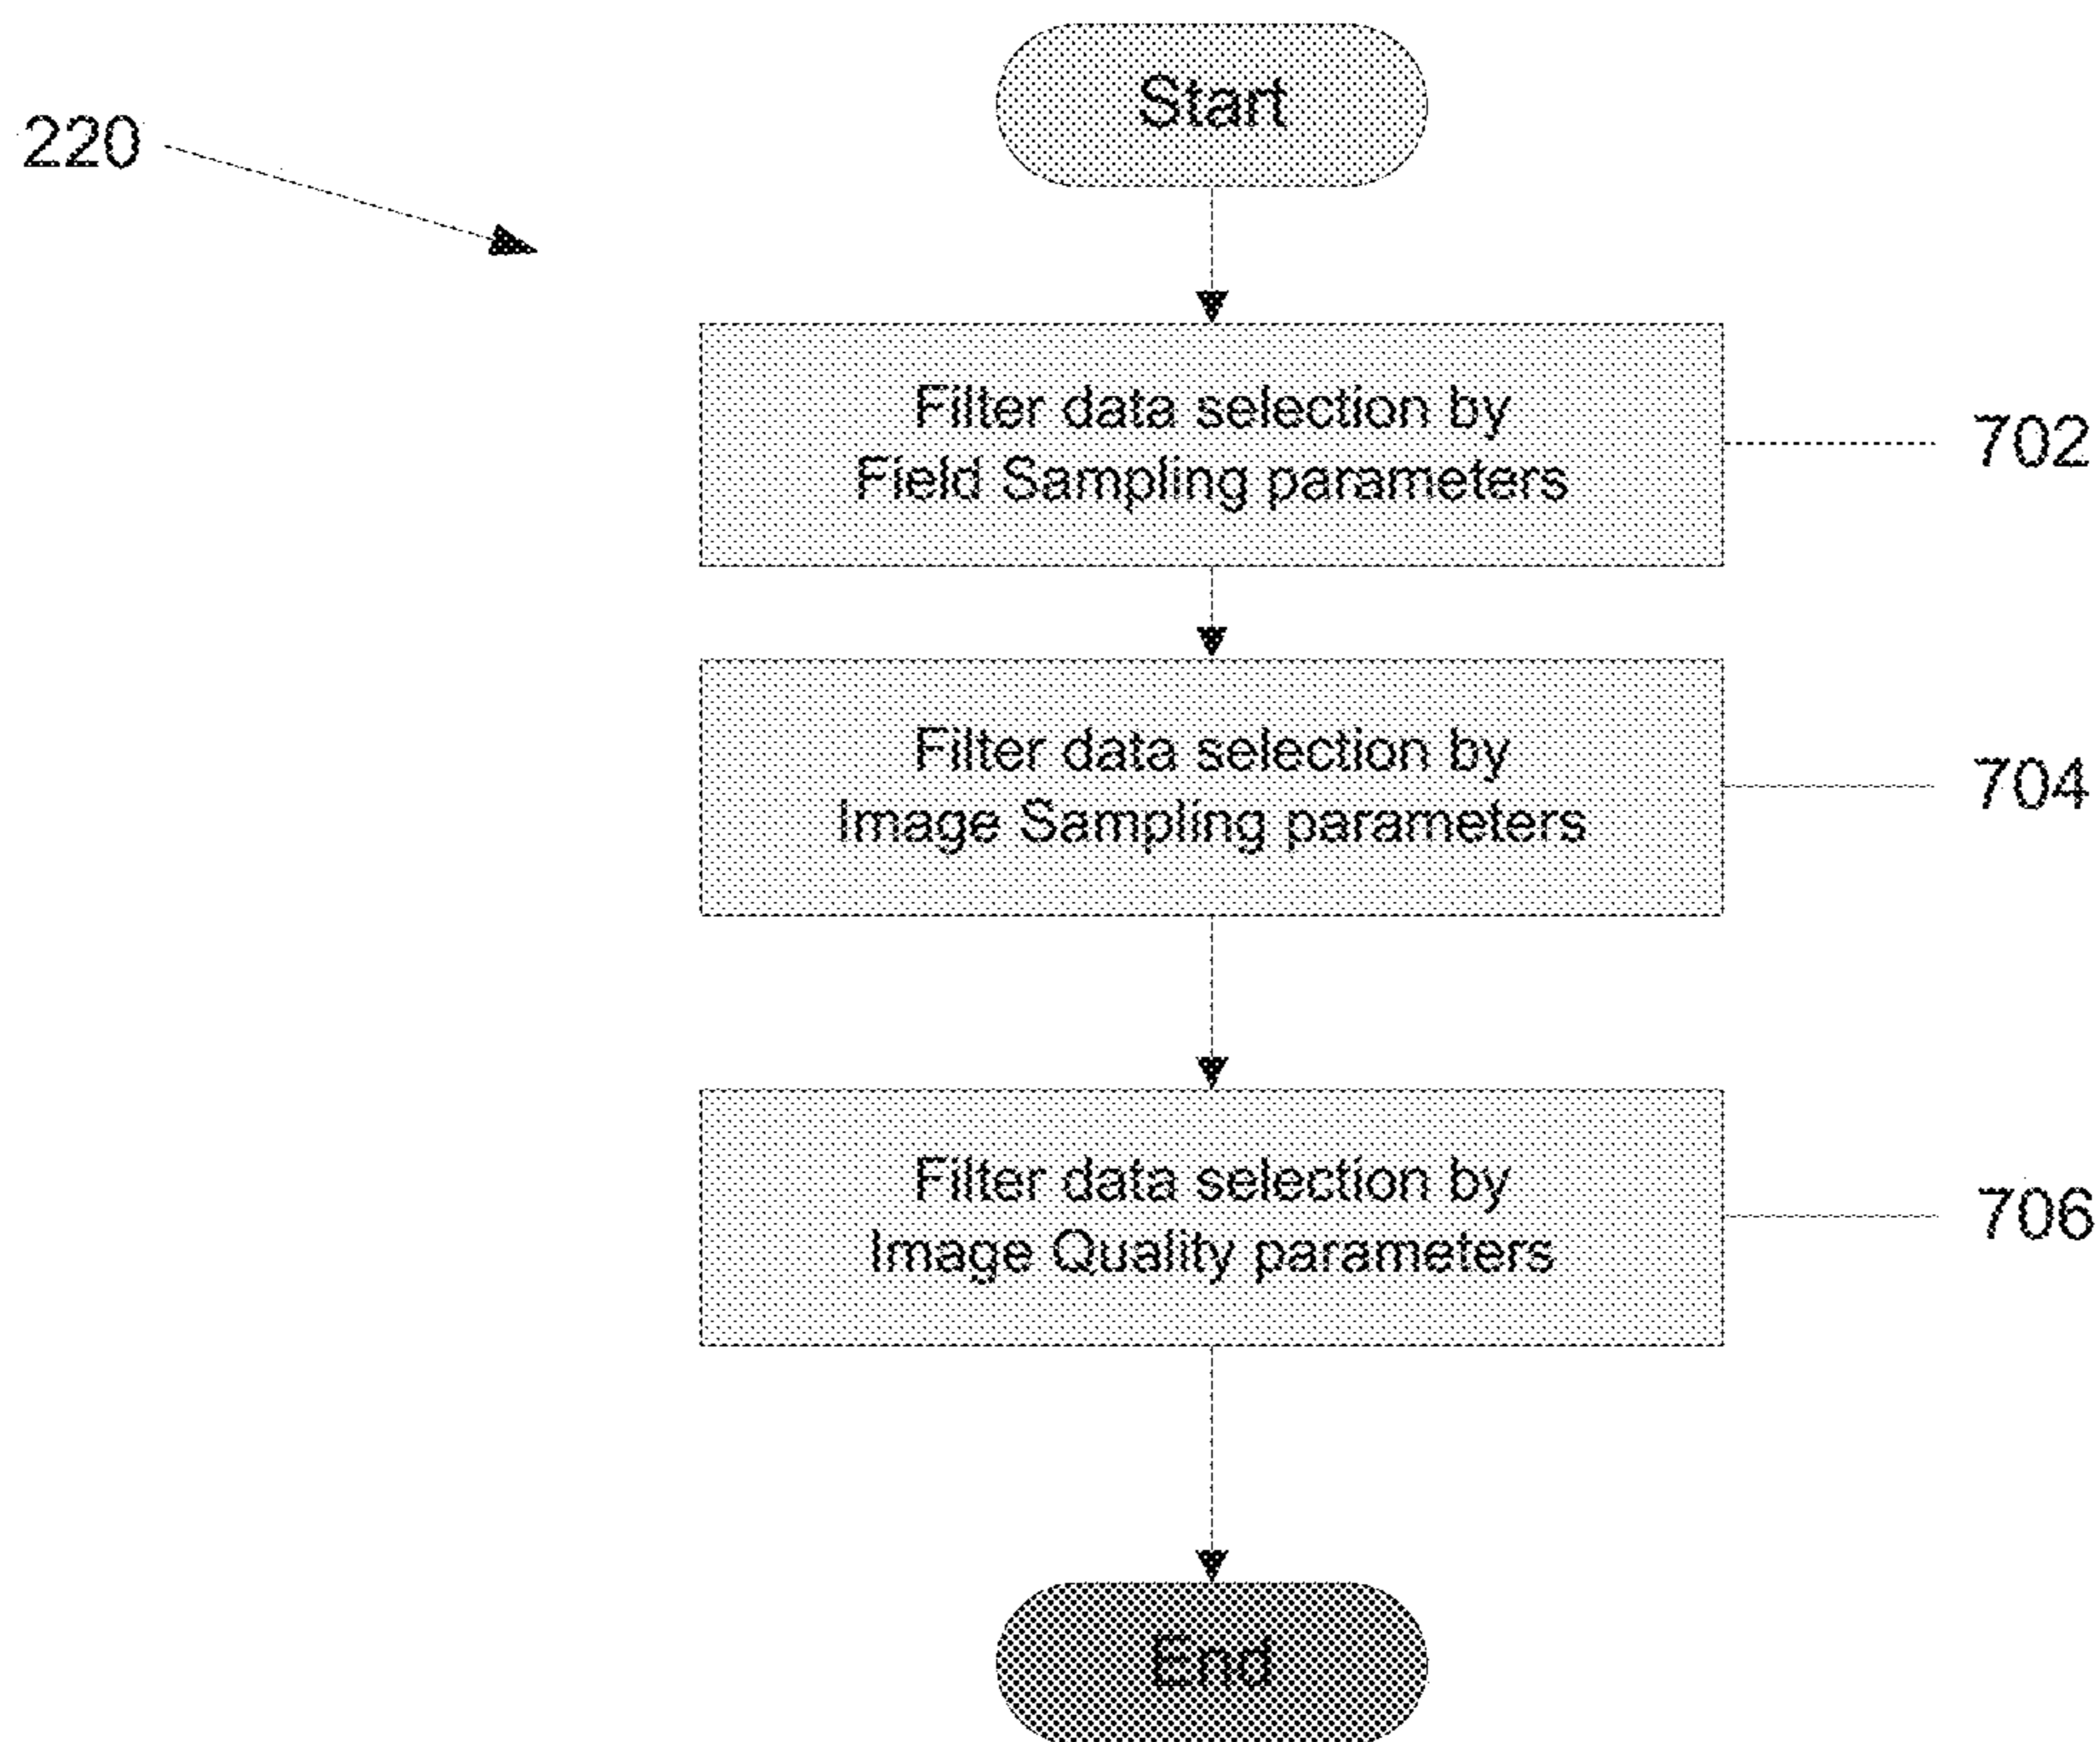 Start
220
Filter data selection by
Field Sampling parameters
702
Filter data selection by
Image Sampling parameters
704
Filter data selection by
Image Quality parameters
706
End